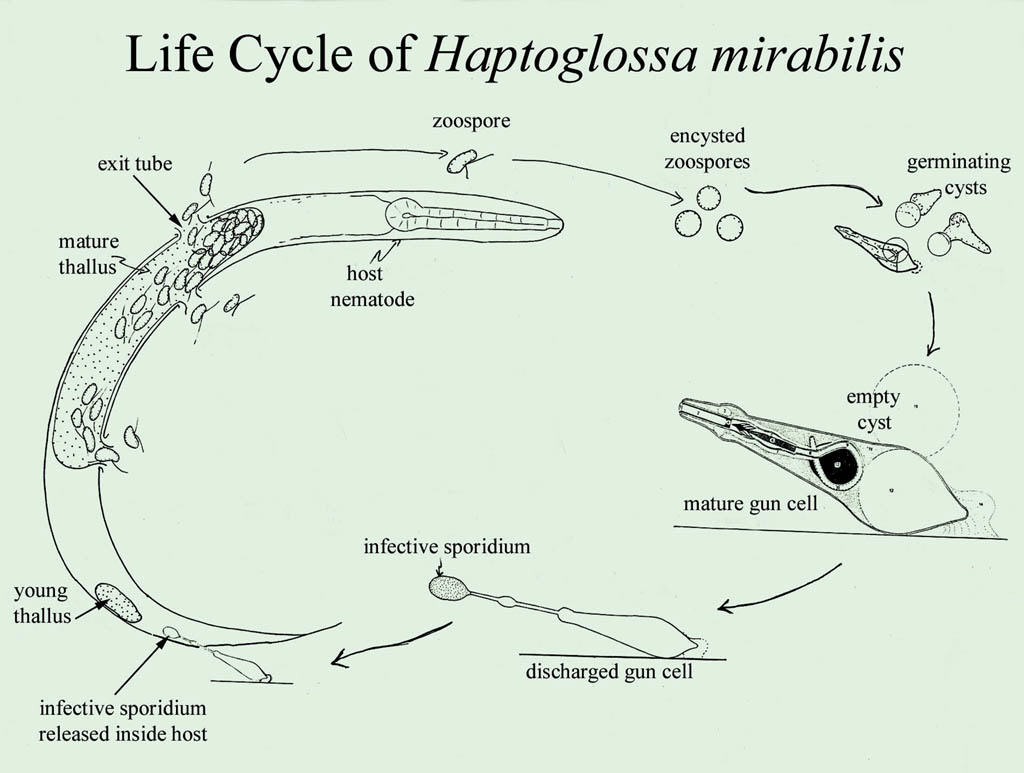 Life Cycle of Haptoglossa mirabilis
zoospore
encysted
zoospores
exit tube
germinating
cysts
mature
thallus
host
nematode
empty
cyst
mature gun cell
infective sporidium
young
thallus
discharged gun cell
infective sporidium
released inside host